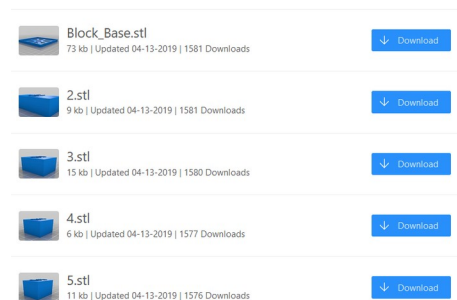 Block_Base.stl
73 kb | Updated 04-13-2019 | 1581 Downloads
Download
2.stl
9 kb | Updated 04-13-2019 | 1581 Downloads
Download
3.stl
15 kb | Updated 04-13-2019 | 1580 Downloads
Download
4.stl
6 kb | Updated 04-13-2019 | 1577 Downloads
Download
5.stl
11 kb | Updated 04-13-2019 | 1576 Downloads
Download